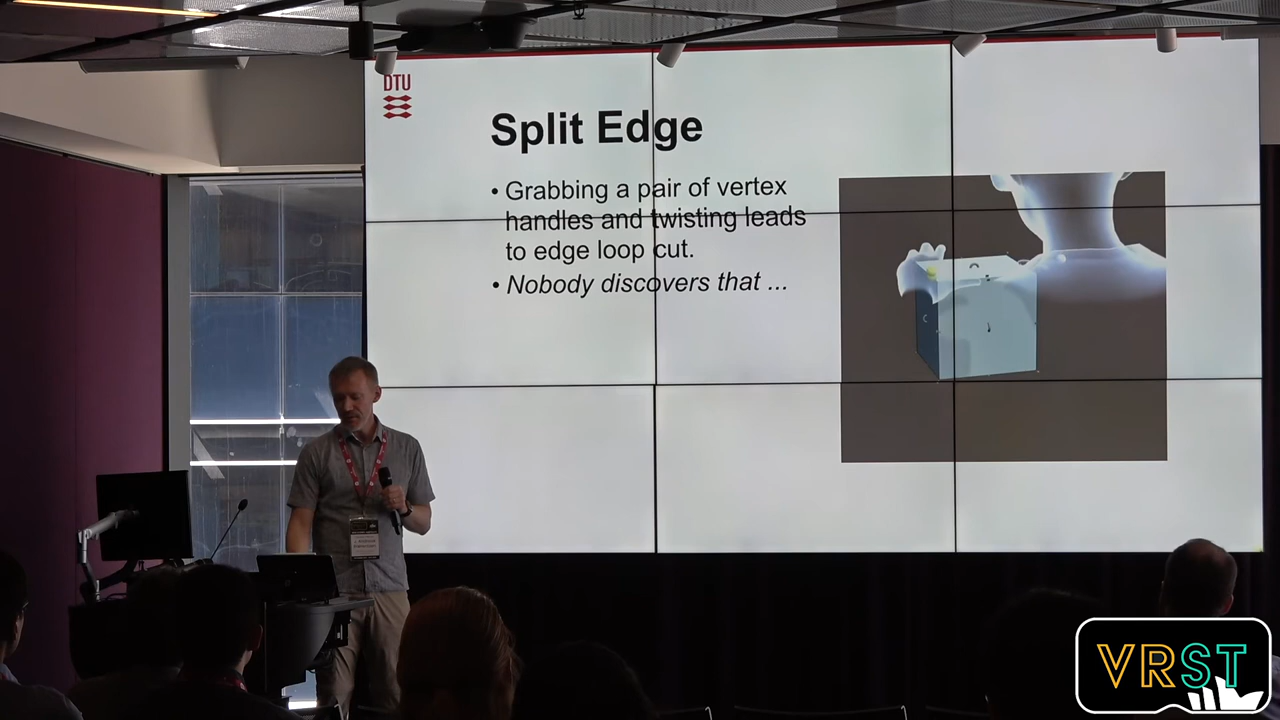 DTU
Split Edge
• Grabbing a pair of vertex
handles and twisting leads
to edge loop cut.
• Nobody discovers that ...
VRST